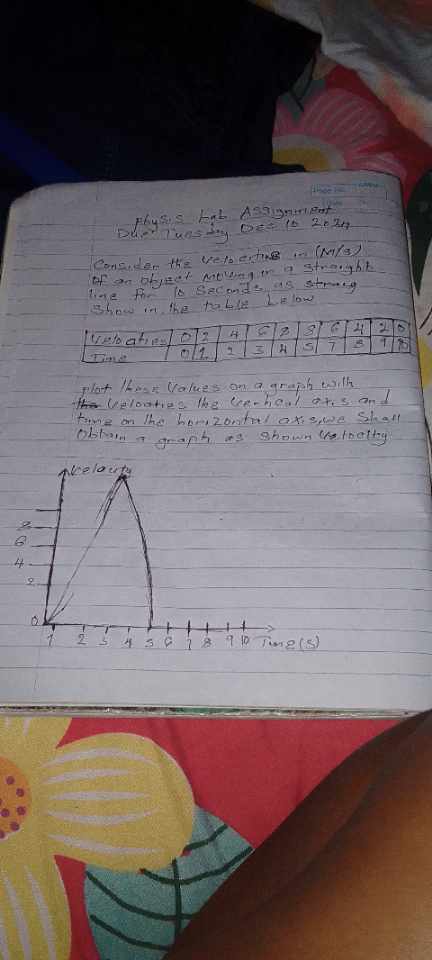 Physis Lab Assignment
Due Tuesday Dec 10 2024
Consider the velocities in (M/s)
Of an Object Moving in a straight
line for 10 seconds, as
Show in the table below
Velocities 0 2 4 6 8 8 6 4 2 0
Time 0 1 2 3 4 5 7 8 9 10
plot these Values on a graph with
Velocities the vertical axis and
time on the horizontal axis, we shall
Obtain a graph as shown Velocity
Velocity
8
6
4
2
0
1 2 3 4 5 6 7 8 9 10 Time (S)